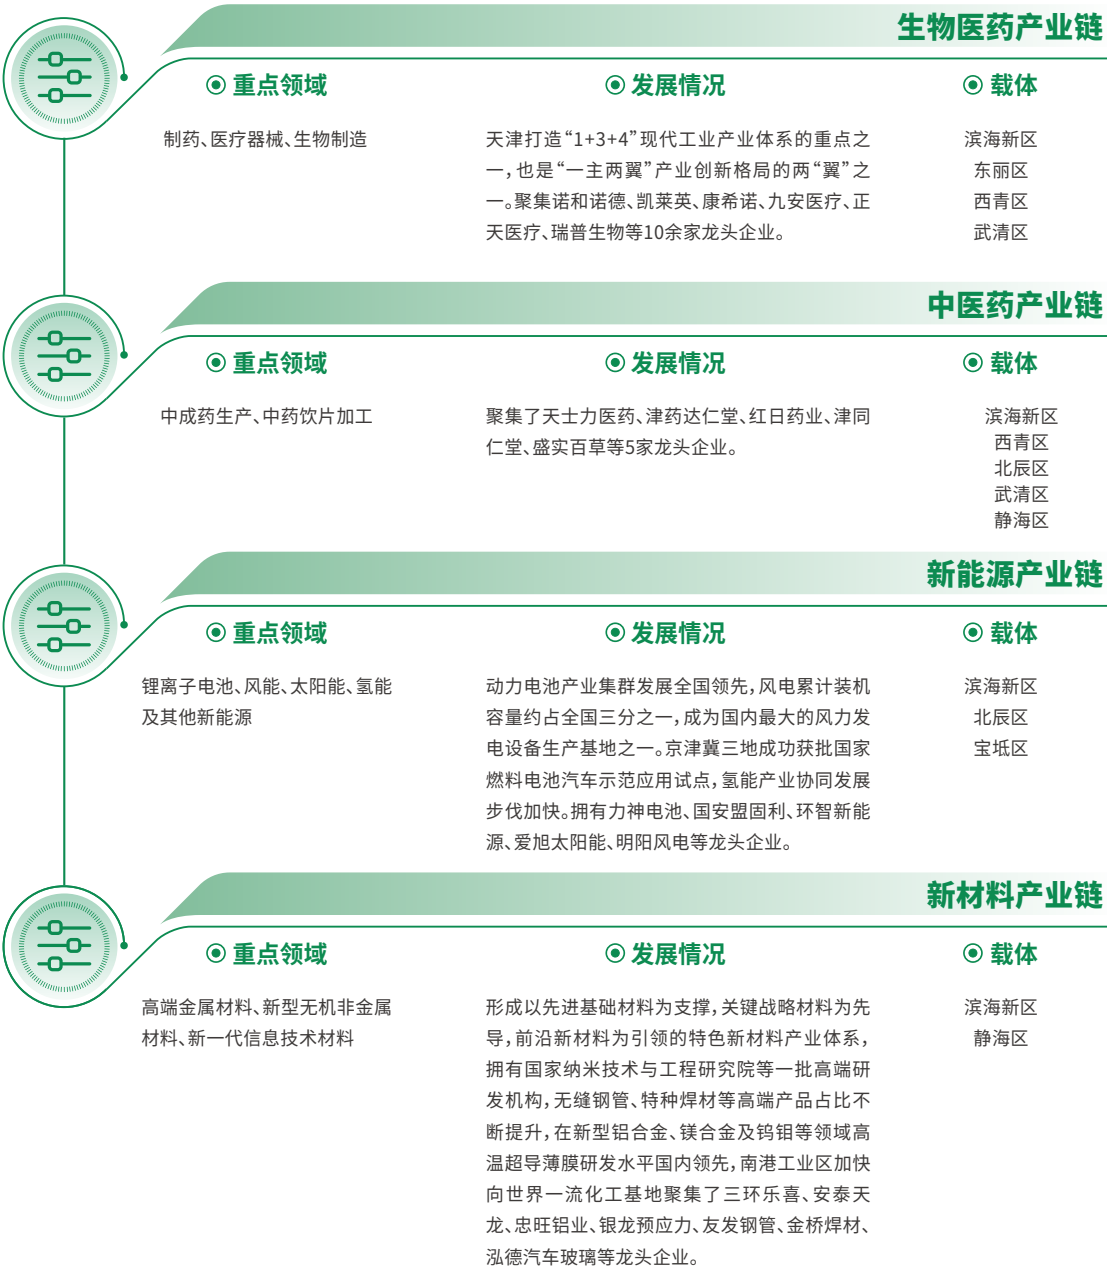 生物医药产业链
重点领域
制药、医疗器械、生物制造
发展情况
天津打造“1+3+4”现代工业产业体系的重点之
一，也是“一主两翼”产业创新格局的两“翼”之
一。聚集诺和诺德、凯莱英、康希诺、九安医疗、正
天医疗、瑞普生物等10余家龙头企业。
载体
滨海新区
东丽区
西青区
武清区
中医药产业链
重点领域
中成药生产、中药饮片加工
发展情况
聚集了天士力医药、津药达仁堂、红日药业、津同
仁堂、盛实百草等5家龙头企业。
载体
滨海新区
西青区
北辰区
武清区
静海区
新能源产业链
重点领域
锂离子电池、风能、太阳能、氢能
及其他新能源
发展情况
动力电池产业集群发展全国领先，风电累计装机
容量约占全国三分之一，成为国内最大的风力发
电设备生产基地之一。京津冀三地成功获批国家
燃料电池汽车示范应用试点，氢能产业协同发展
步伐加快。拥有力神电池、国安盟固利、环智新能
源、爱旭太阳能、明阳风电等龙头企业。
载体
滨海新区
北辰区
宝坻区
新材料产业链
重点领域
高端金属材料、新型无机非金属
材料、新一代信息技术材料
发展情况
形成以先进基础材料为支撑，关键战略材料为先
导，前沿新材料为引领的特色新材料产业体系，
拥有国家纳米技术与工程研究院等一批高端研
发机构，无缝钢管、特种焊材等高端产品占比不
断提升，在新型铝合金、镁合金及钨钼等领域高
温超导薄膜研发水平国内领先，南港工业区加快
向世界一流化工基地聚集了三环乐喜、安泰天
龙、忠旺铝业、银龙预应力、友发钢管、金桥焊材、
泓德汽车玻璃等龙头企业。
载体
滨海新区
静海区